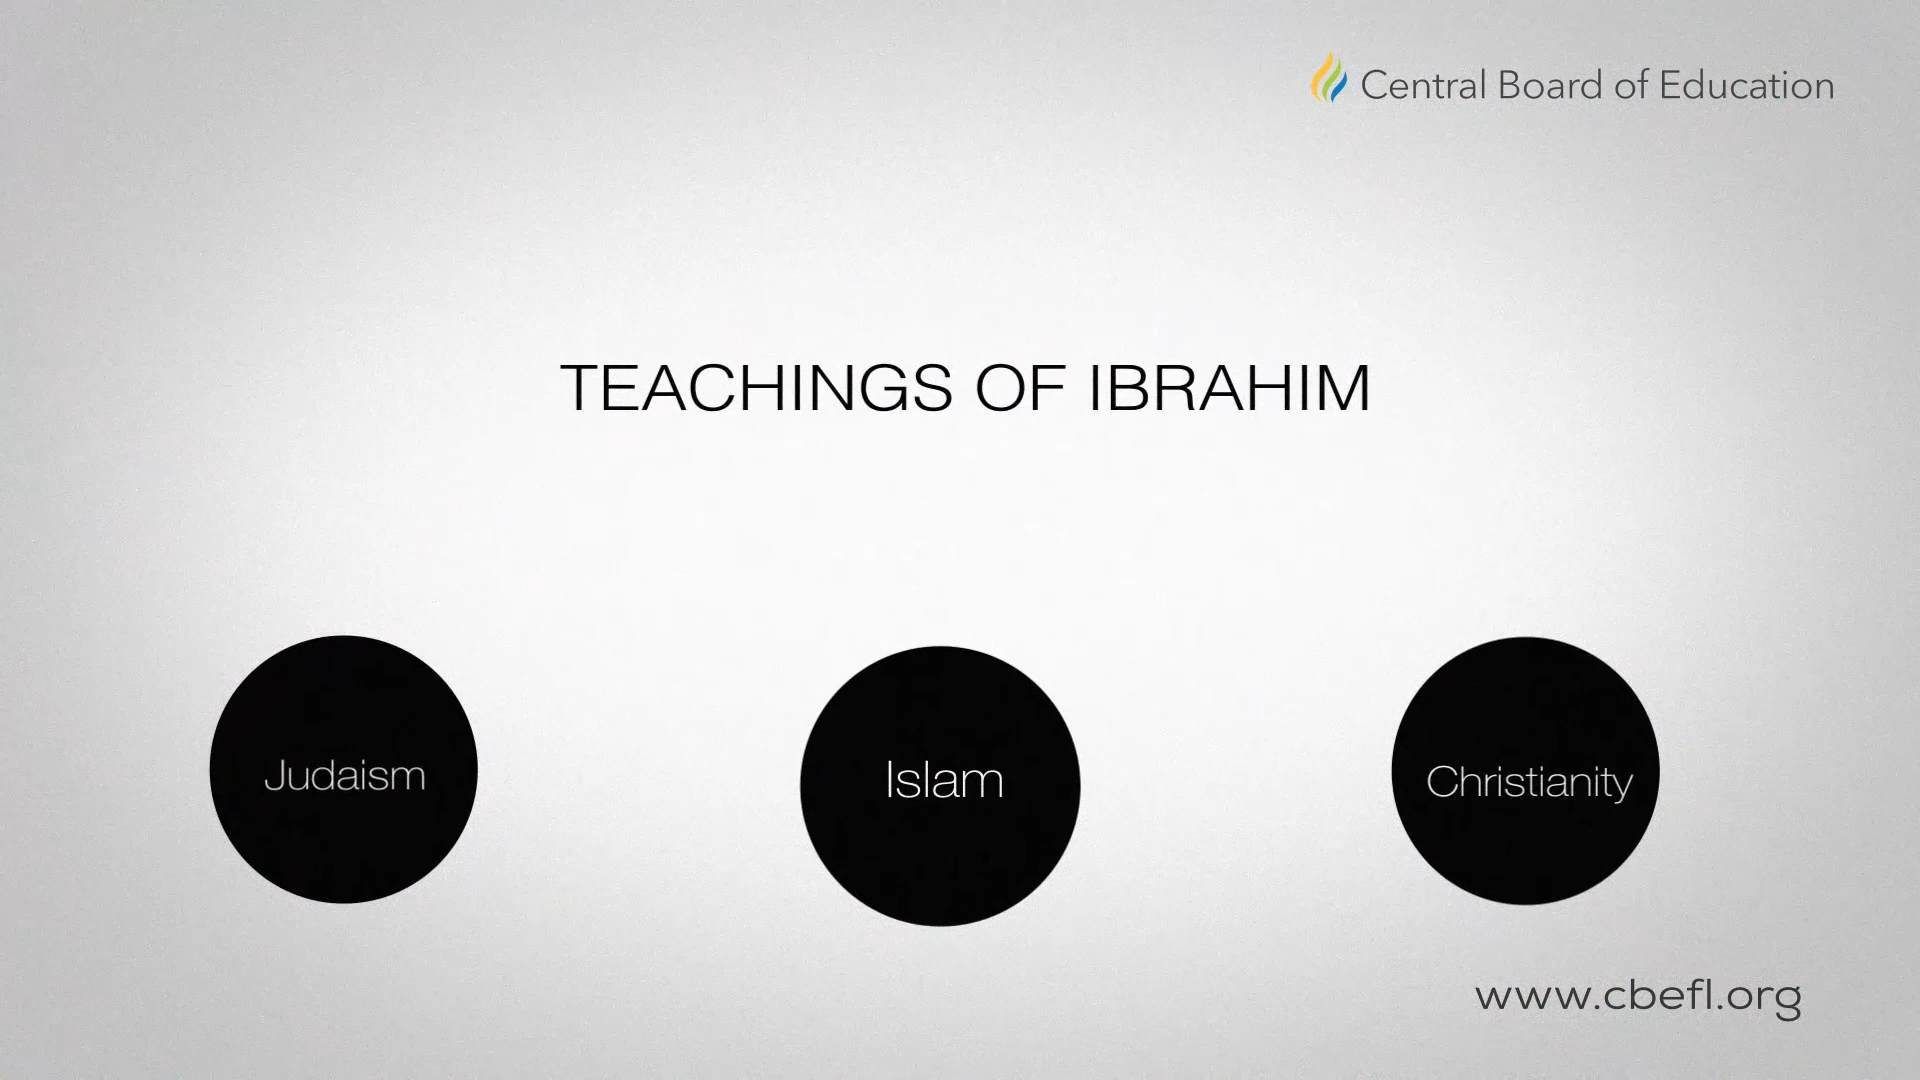 Central Board of Education
TEACHINGS OF IBRAHIM
Judaism
Islam
Christianity
www.cbefl.org